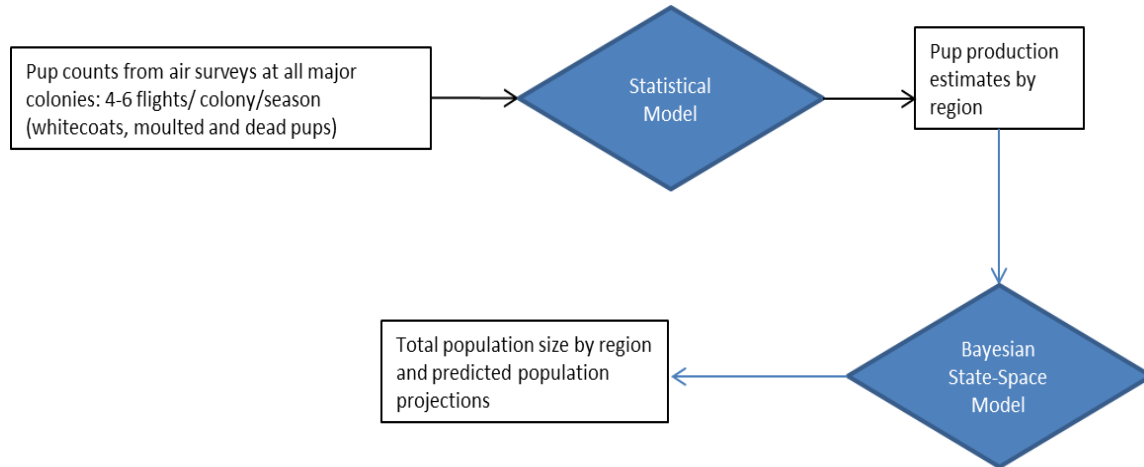 Pup counts from air surveys at all major
colonies: 4-6 flights/ colony/season
(whitecoats, moulted and dead pups)
Statistical
Model
Pup production
estimates by
region
Bayesian
State-Space
Model
Total population size by region
and predicted population
projections